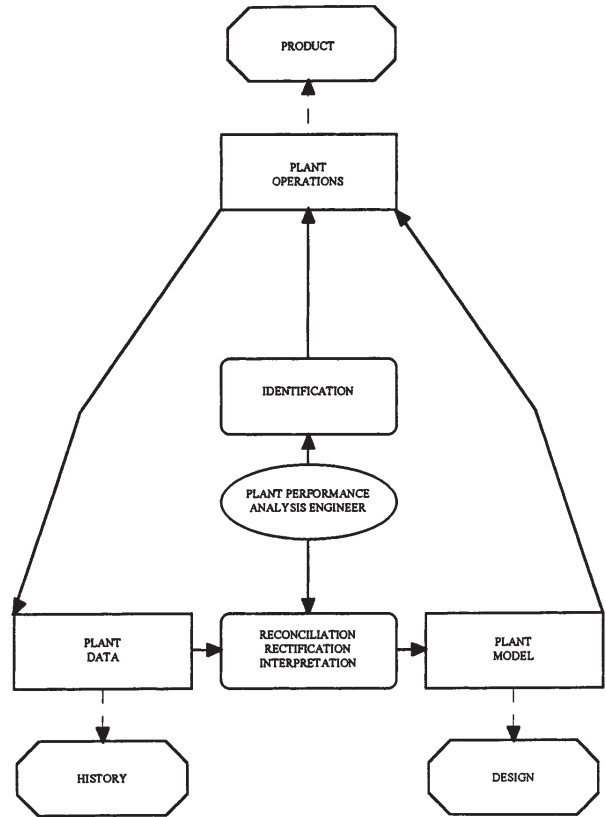 PRODUCT
PLANT
OPERATIONS
IDENTIFICATION
PLANT PERFORMANCE
ANALYSIS ENGINEER
PLANT
DATA
RECONCILIATION
RECTIFICATION
INTERPRETATION
PLANT
MODEL
HISTORY
DESIGN